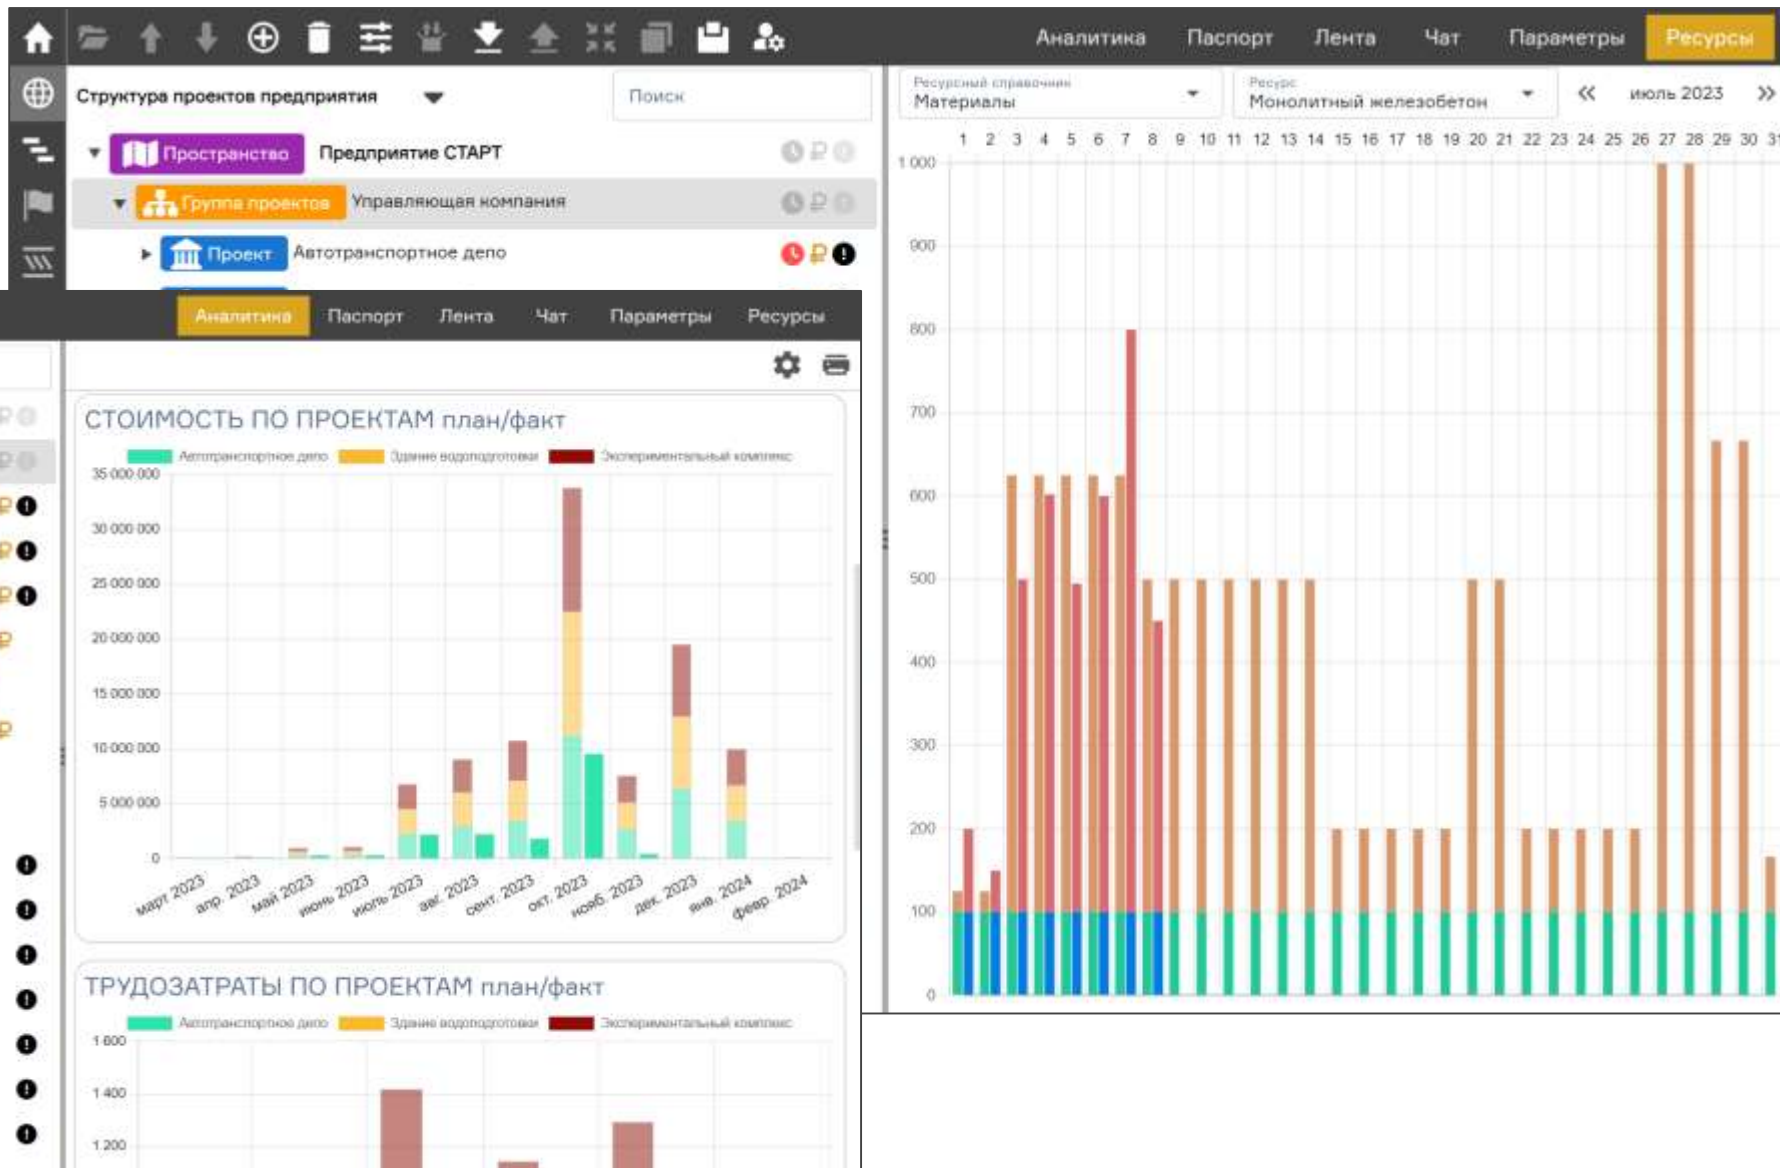 Аналитика Паспорт Лента Чат Параметры Ресурсы
Структура проектов предприятия
Поиск
Ресурсный справочник
Материалы
Ресурс
Монолитный железобетон
июль 2023
Пространство Предприятие СТАРТ
Группа проектов Управляющая компания
Проект Автотранспортное депо
1 2 3 4 5 6 7 8 9 10 11 12 13 14 15 16 17 18 19 20 21 22 23 24 25 26 27 28 29 30 31
1 000
900
800
700
600
500
400
300
200
100
0
Аналитика Паспорт Лента Чат Параметры Ресурсы
СТОИМОСТЬ ПО ПРОЕКТАМ план/факт
Автотранспортное депо Здание водоподготовки Экспериментальный комплекс
35 000 000
30 000 000
25 000 000
20 000 000
15 000 000
10 000 000
5 000 000
0
март 2023 апр. 2023 май 2023 июнь 2023 июль 2023 авг. 2023 сент. 2023 окт. 2023 нояб. 2023 дек. 2023 янв. 2024 февр. 2024
ТРУДОЗАТРАТЫ ПО ПРОЕКТАМ план/факт
Автотранспортное депо Здание водоподготовки Экспериментальный комплекс
1 600
1 400
1 200